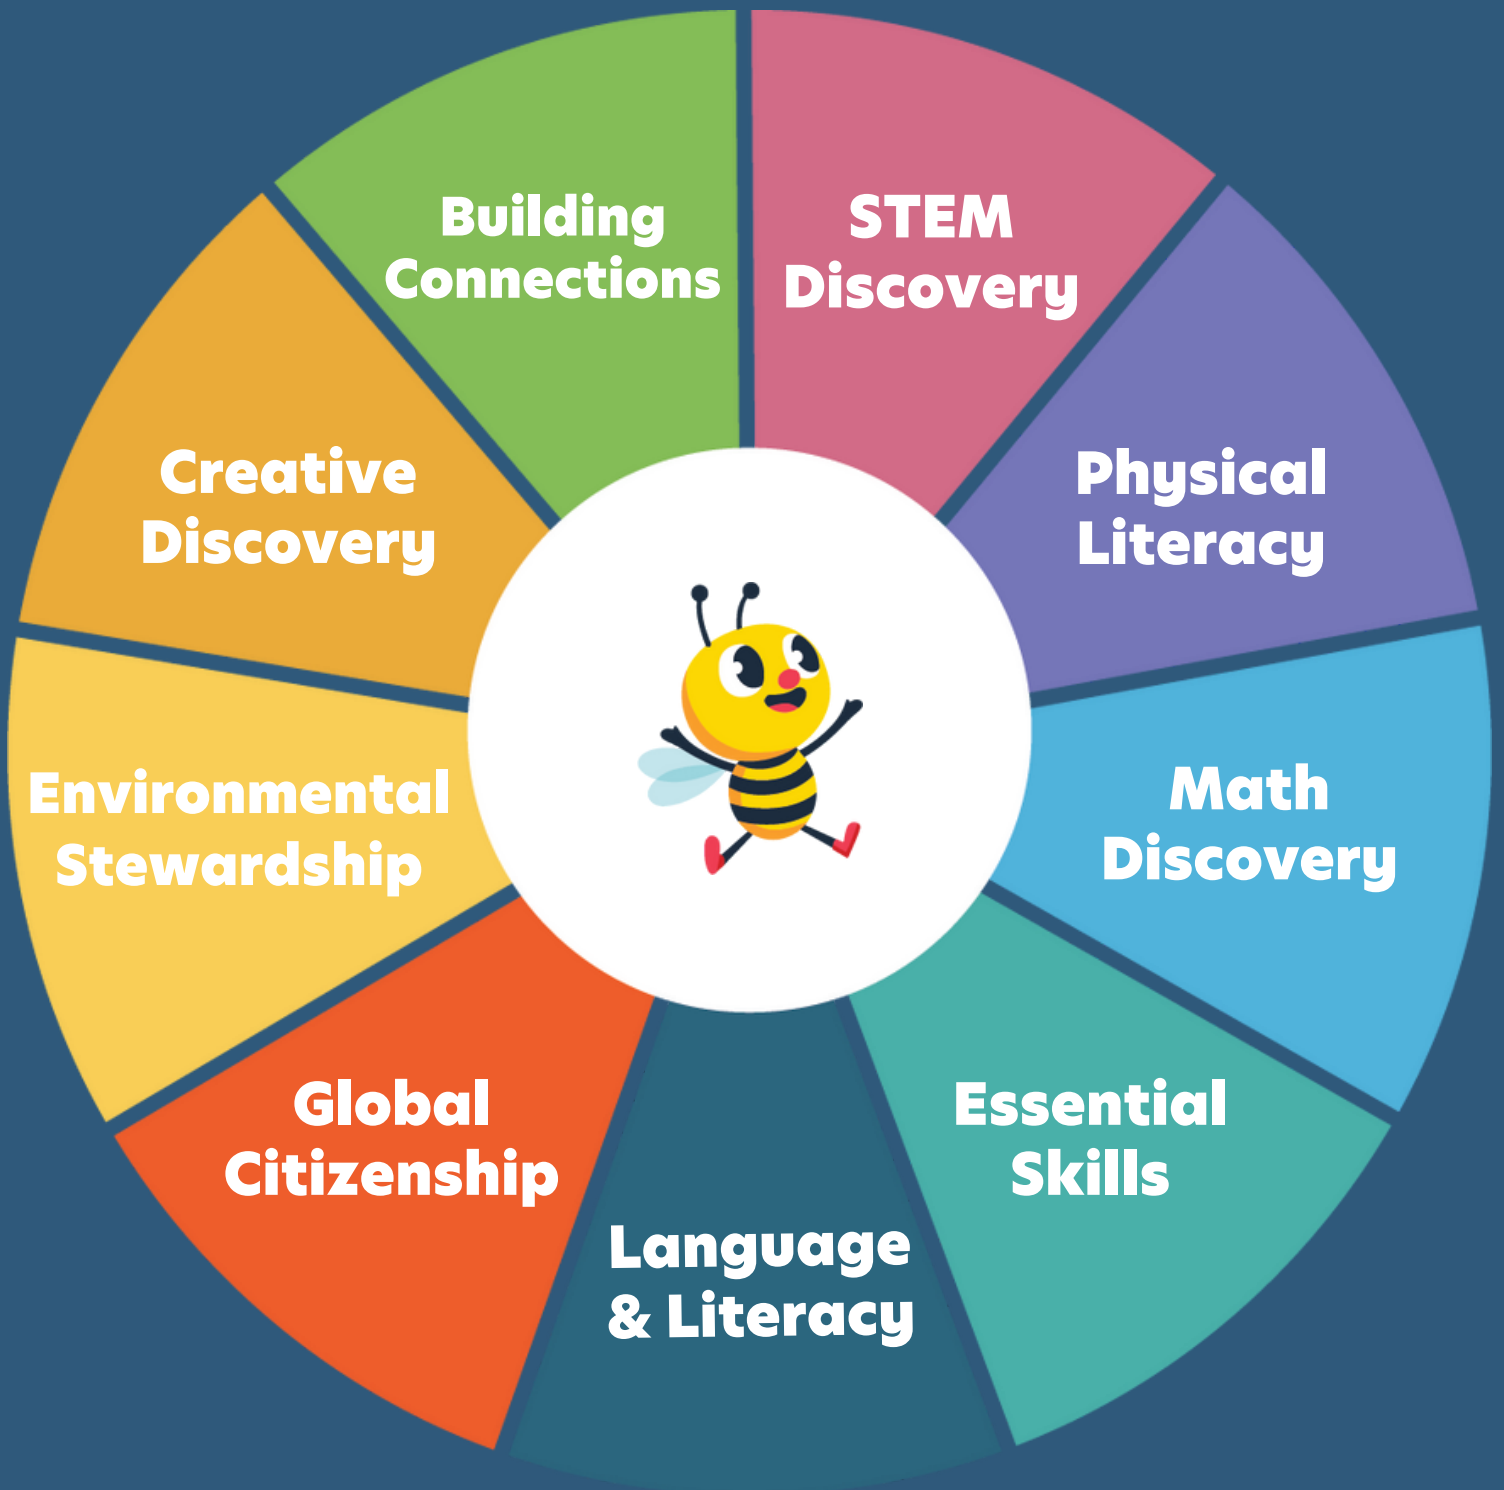 Building
Connections
STEM
Discovery
Physical
Literacy
Math
Discovery
Essential
Skills
Language
& Literacy
Global
Citizenship
Environmental
Stewardship
Creative
Discovery